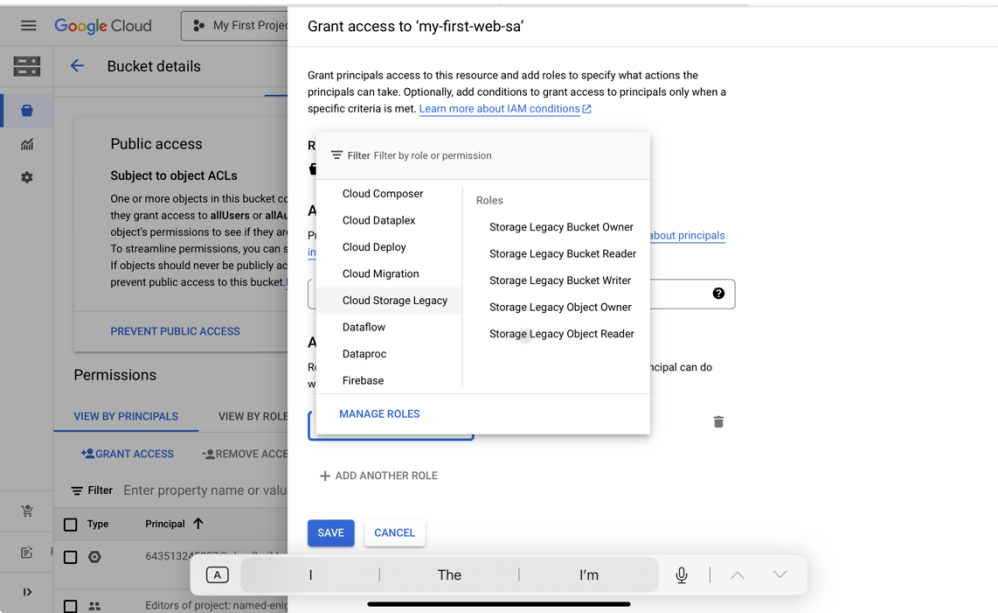 Google Cloud
My First Projec
Bucket details
Public access
Subject to object ACLs
One or more objects in this bucket co
they grant access to allUsers or allAu
object's permissions to see if they are
To streamline permissions, you can s
If objects should never be publicly ac
prevent public access to this bucket.
PREVENT PUBLIC ACCESS
Permissions
VIEW BY PRINCIPALS
VIEW BY ROLE
GRANT ACCESS
REMOVE ACCE
Filter Enter property name or valu
Type Principal
Editors of project: named-enig
Grant access to ‘my-first-web-sa’
Grant principals access to this resource and add roles to specify what actions the
principals can take. Optionally, add conditions to grant access to principals only when a
specific criteria is met. Learn more about IAM conditions
R
Filter Filter by role or permission
Cloud Composer
Cloud Dataplex
Cloud Deploy
Cloud Migration
Cloud Storage Legacy
Dataflow
Dataproc
Firebase
Roles
Storage Legacy Bucket Owner
Storage Legacy Bucket Reader
Storage Legacy Bucket Writer
Storage Legacy Object Owner
Storage Legacy Object Reader
MANAGE ROLES
A
P
about principals
in
A
R
ncipal can do
w
ADD ANOTHER ROLE
SAVE
CANCEL
A
I
The
I'm